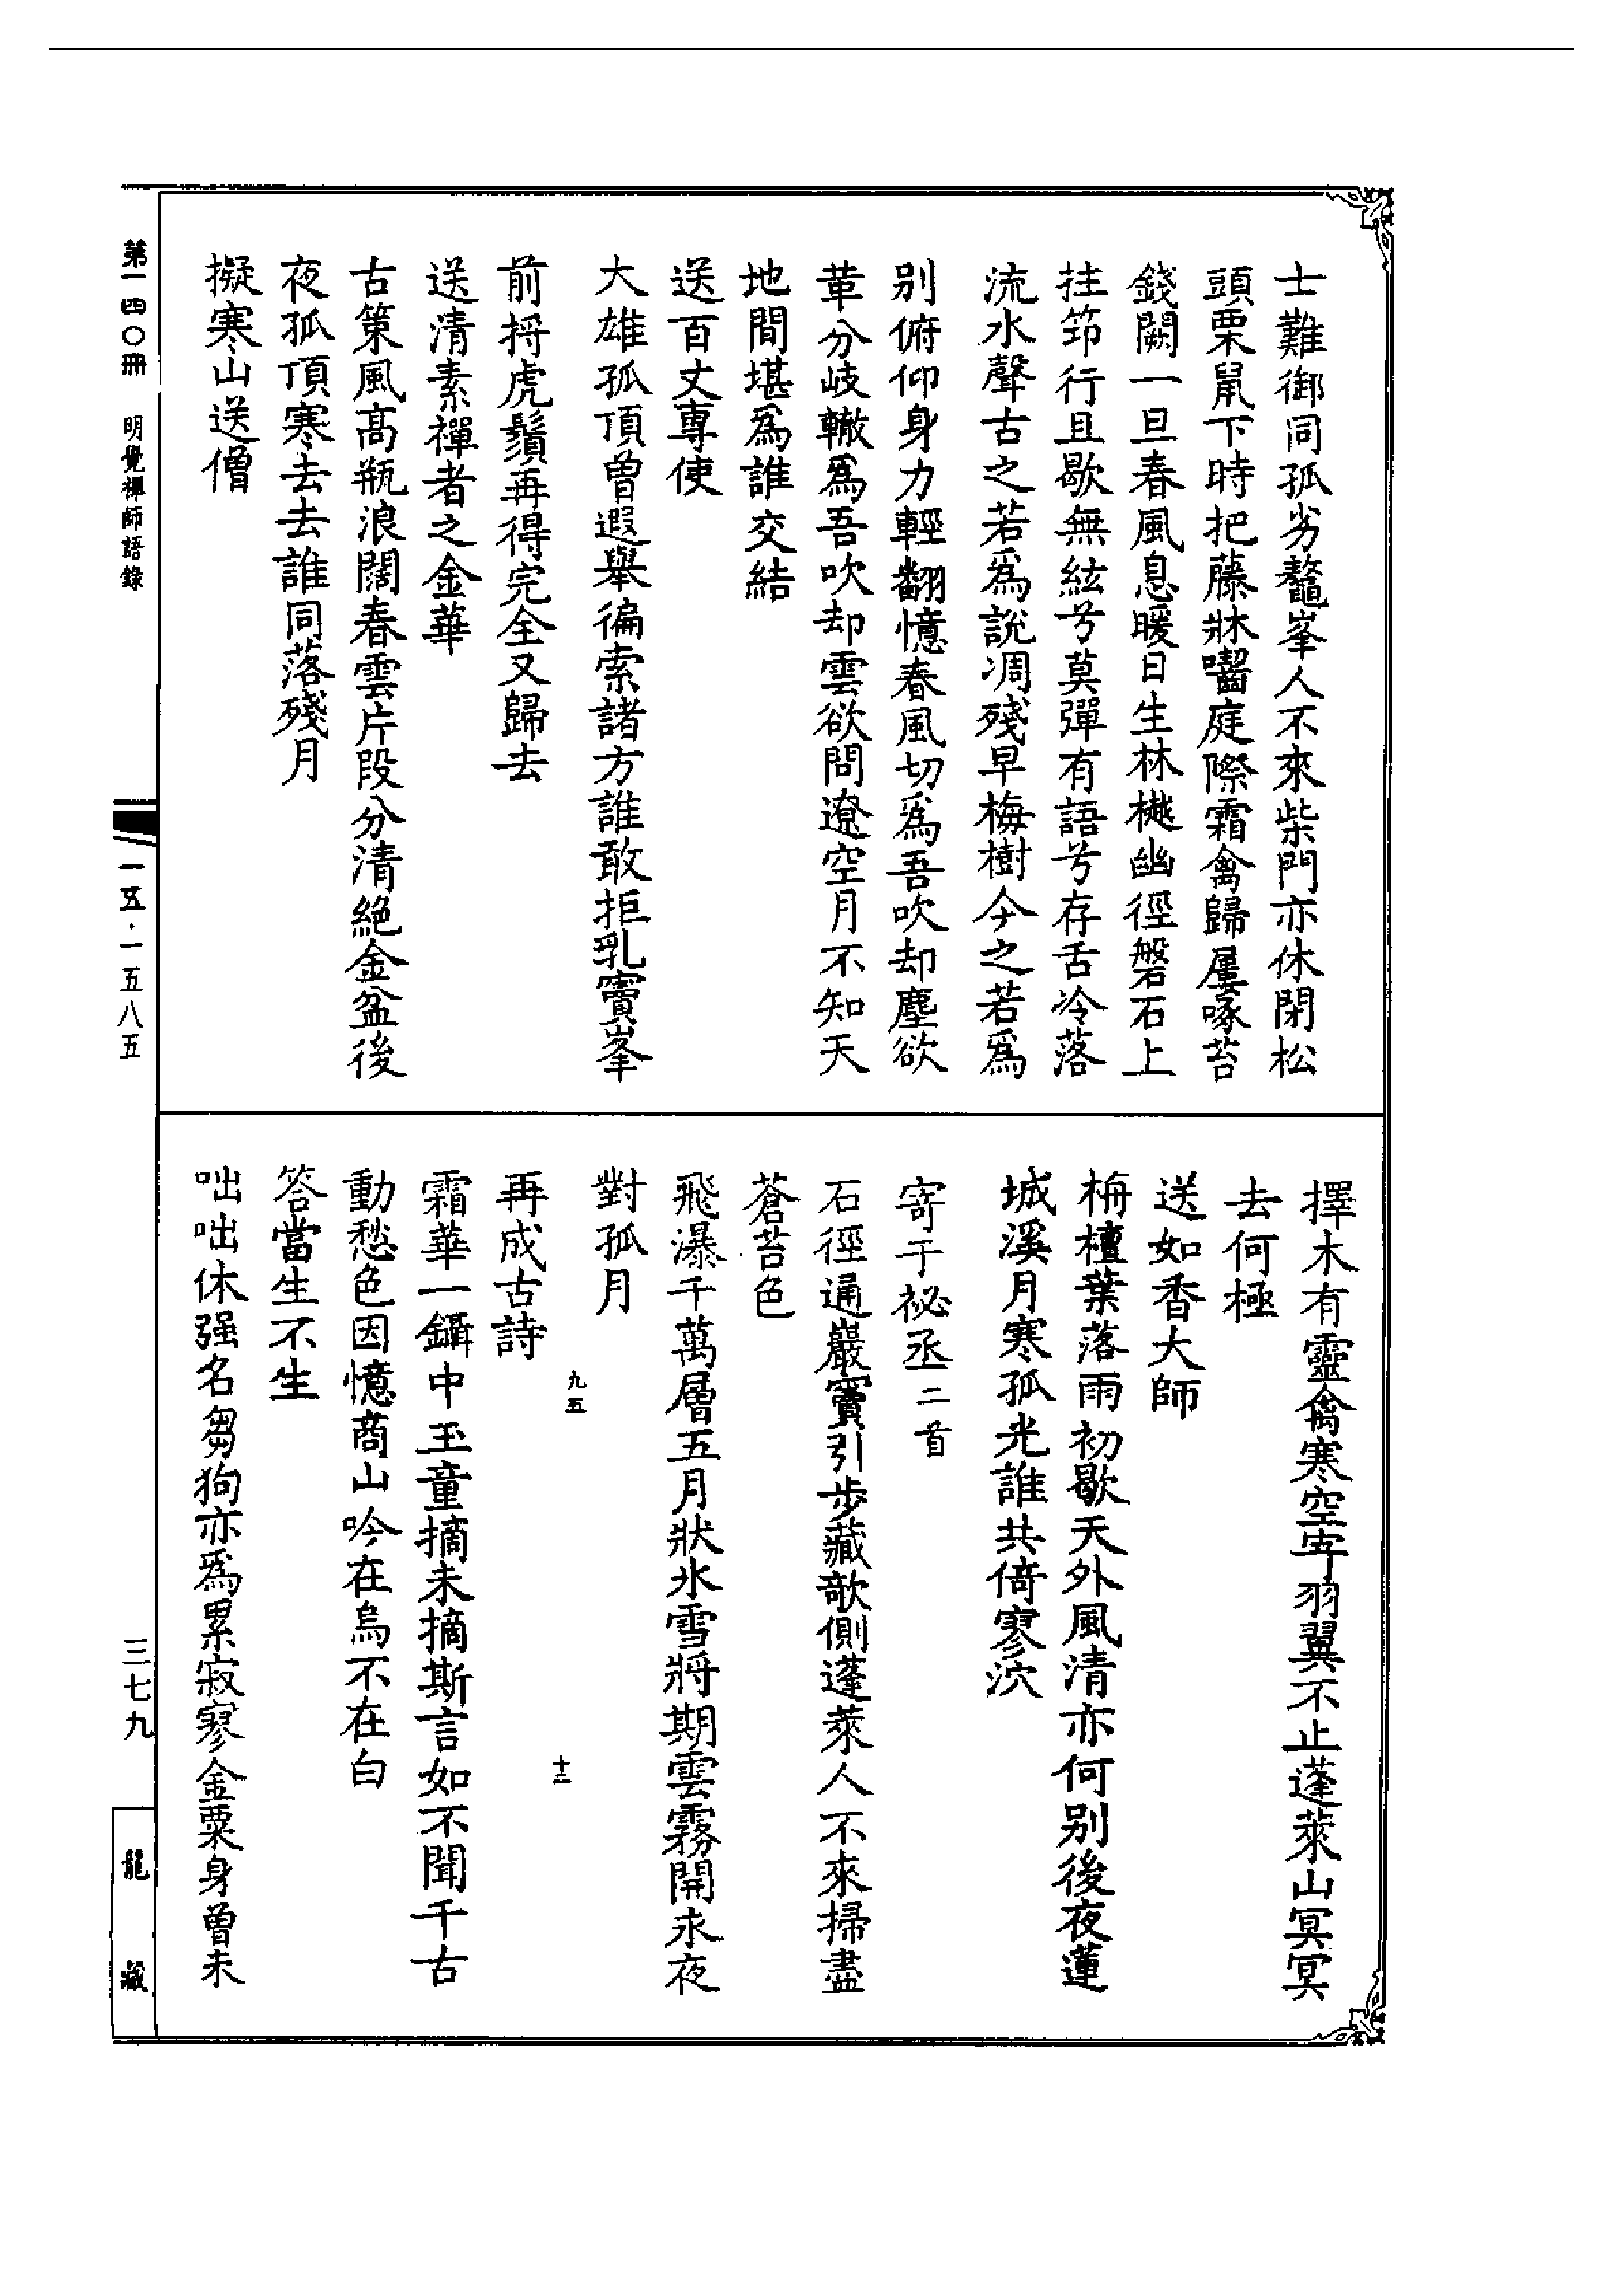 士難御同孤劣鼇峯人不來柴門亦休閉松
頭栗鼠下時把藤牀囓庭際霜禽歸屢啄苔
錢闕一旦春風息暖日生林樾幽徑磐石上
拄筇行且歇無絃兮莫彈有語兮存舌冷落
流水聲古之若爲說凋殘早梅樹今之若爲
別俯仰身力輕翻憶春風切爲吾吹却塵欲
革分岐轍爲吾吹却雲欲問遼空月不知天
地間堪爲誰交結
送百丈專使
大雄孤頂曾遐舉徧索諸方誰敢拒乳竇峯
前捋虎鬚再得完全又歸去
送清素禪者之金華
古策風高瓶浪闊春雲片段分清絕金盆後
夜孤頂寒去去誰同落殘月
擬寒山送僧
擇木有靈禽寒空寄羽翼不止蓬萊山冥冥
去何極
送如香大師
栴檀葉落雨初歇天外風清亦何別後夜蓮
城溪月寒孤光誰共倚寥泬
寄于祕丞二首
石徑通巖竇引步藏欹側蓬萊人不來掃盡
蒼苔色
飛瀑千萬層五月狀氷雪將期雲霧開永夜
對孤月
九五
十二
再成古詩
霜華一鑷中玉童摘未摘斯言如不聞千古
動愁色因憶商山吟在烏不在白
答當生不生
咄咄休强名芻狗亦爲累寂寥金粟身曾未
第一四〇冊 明覺禪師語錄
一五·一五八五
三七九
龍藏